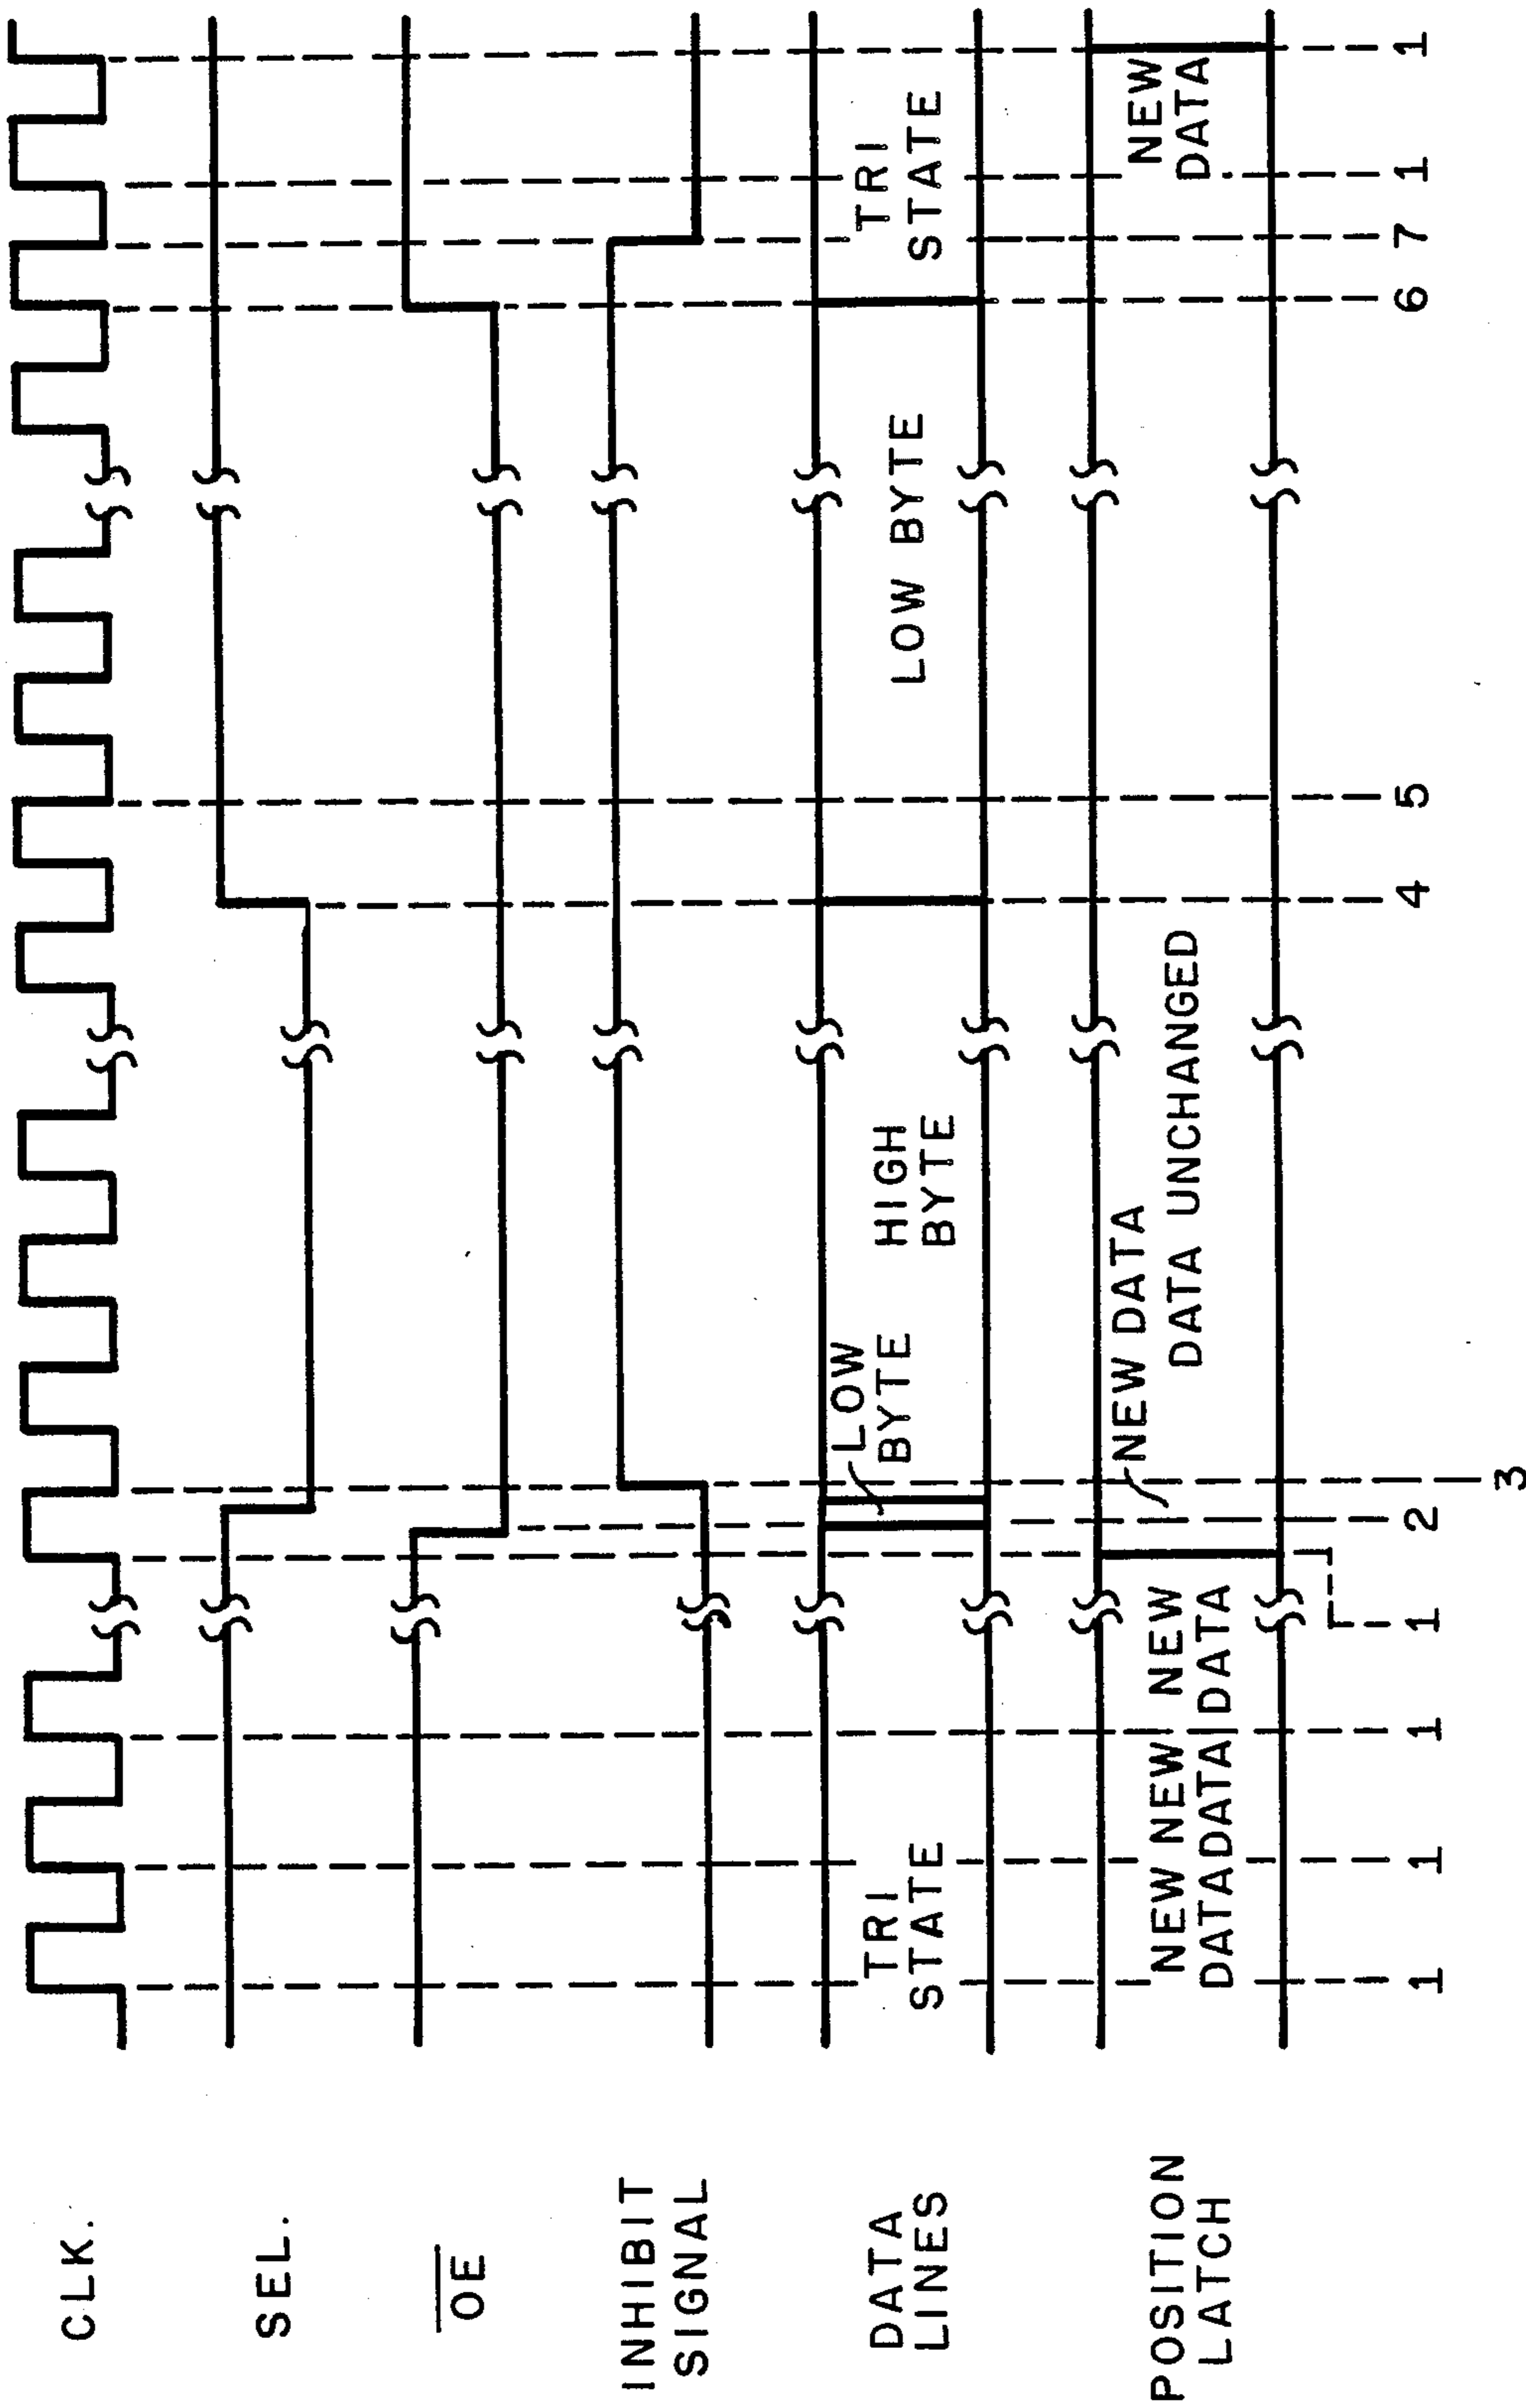 CLK.
SEL.
OE
INHIBIT
SIGNAL
DATA
LINES
TRI
STATE
LOW
BYTE
HIGH
BYTE
LOW BYTE
TRI
STATE
POSITION
LATCH
NEW NEW NEW
DATA DATA DATA
NEW DATA
DATA UNCHANGED
NEW
DATA
1 1 1 1 2 3 4 5 6 7 1 1